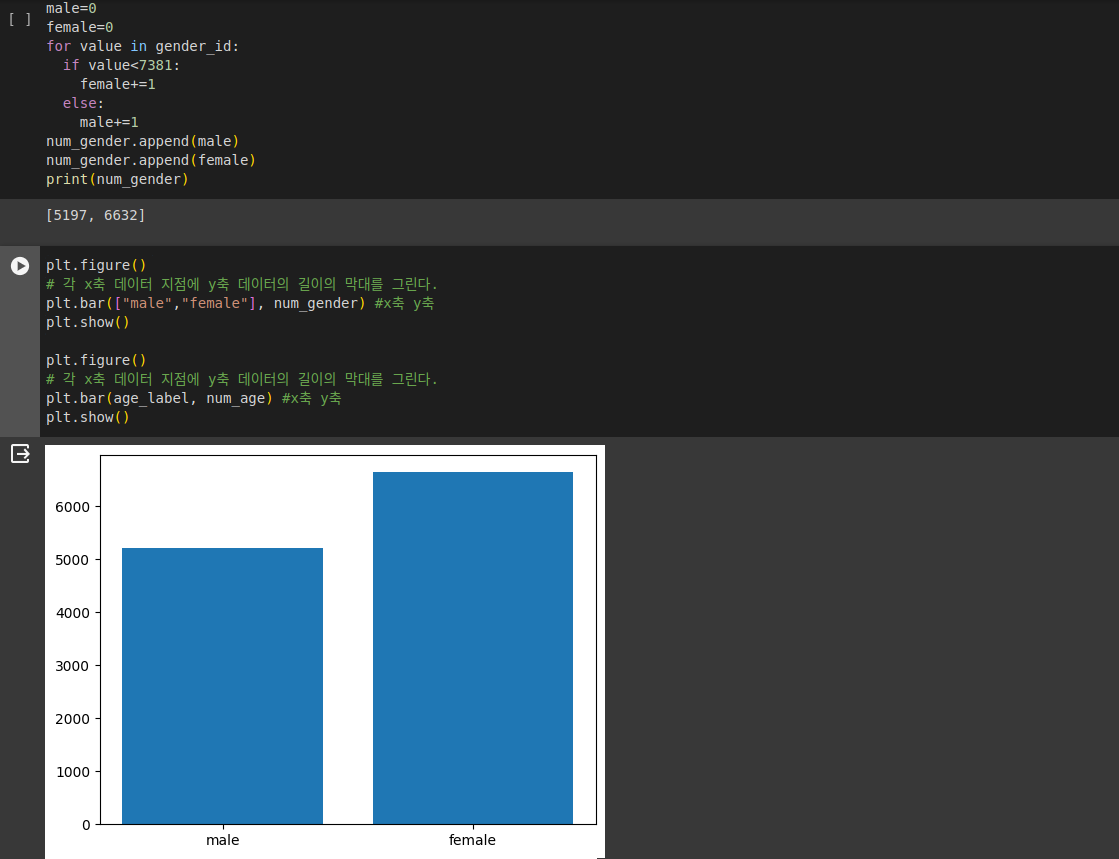 male=0
[ ]
female=0
for value in gender_id:
  if value<7381:
    female+=1
  else:
    male+=1
num_gender.append(male)
num_gender.append(female)
print(num_gender)
[5197, 6632]
plt.figure()
# 각 x축 데이터 지점에 y축 데이터의 길이의 막대를 그린다.
plt.bar(["male","female"], num_gender) #x축 y축
plt.show()
plt.figure()
# 각 x축 데이터 지점에 y축 데이터의 길이의 막대를 그린다.
plt.bar(age_label, num_age) #x축 y축
plt.show()
6000
5000
4000
3000
2000
1000
0
male female